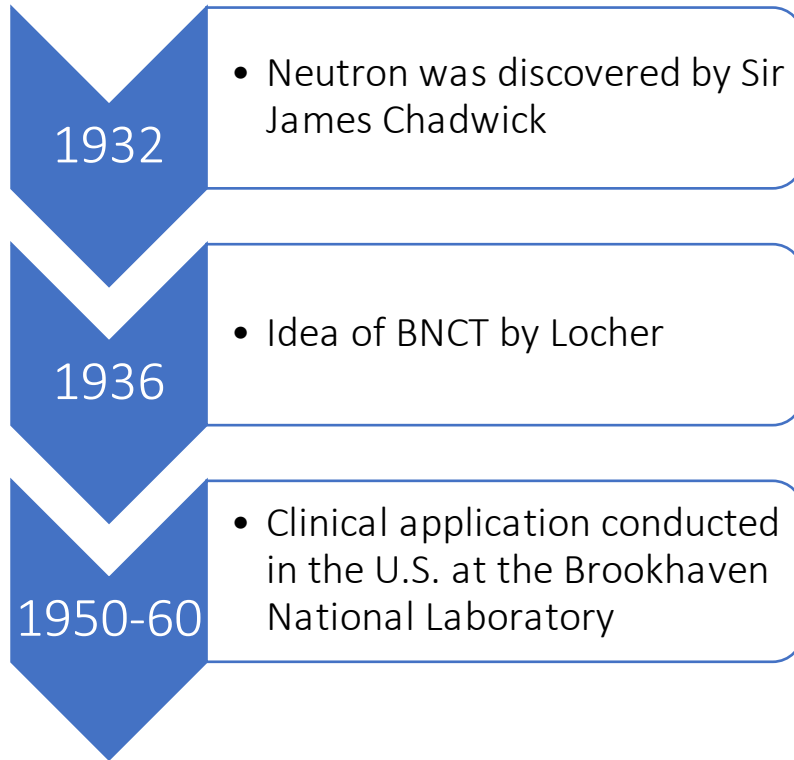 1932
• Neutron was discovered by Sir
James Chadwick
1936
• Idea of BNCT by Locher
1950-60
• Clinical application conducted
in the U.S. at the Brookhaven
National Laboratory